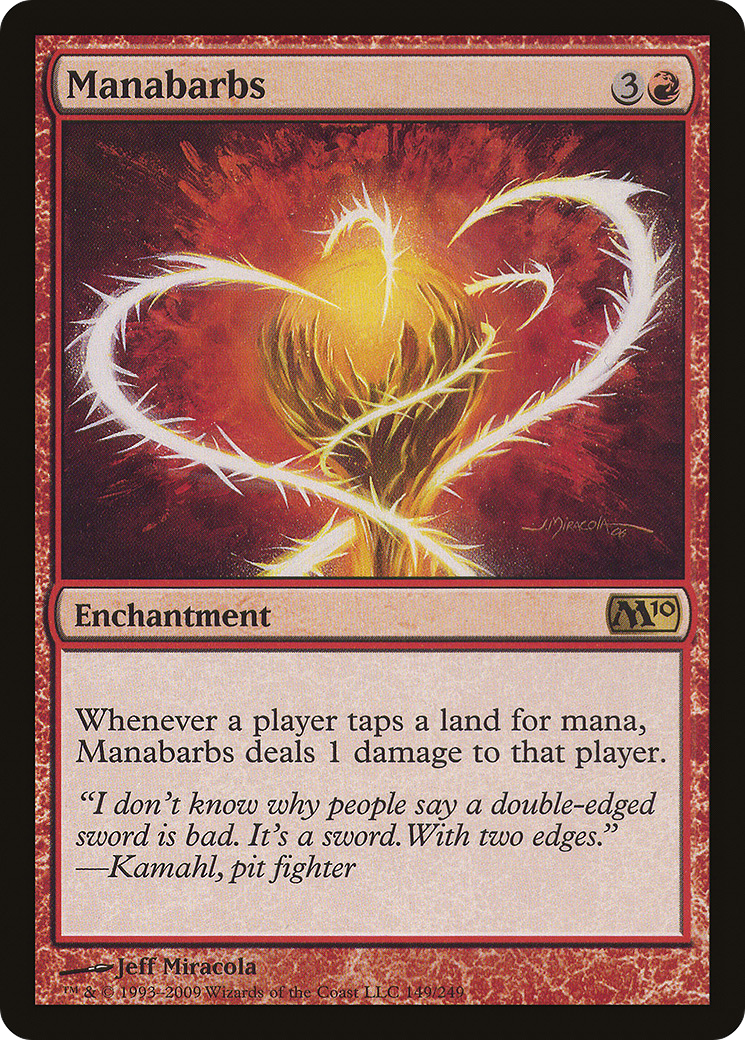 Manabarbs 3
J. MIRACOLA 06
Enchantment M10
Whenever a player taps a land for mana,
Manabarbs deals 1 damage to that player.
“I don’t know why people say a double-edged
sword is bad. It’s a sword. With two edges.”
—Kamahl, pit fighter
Jeff Miracola
™ & © 1993–2009 Wizards of the Coast LLC 149/249